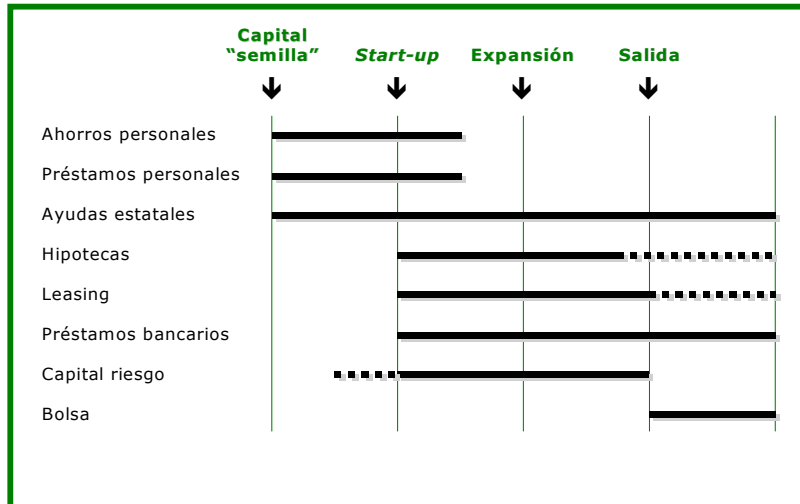 Capital
“semilla”
Start-up
Expansión
Salida
Ahorros personales
Préstamos personales
Ayudas estatales
Hipotecas
Leasing
Préstamos bancarios
Capital riesgo
Bolsa